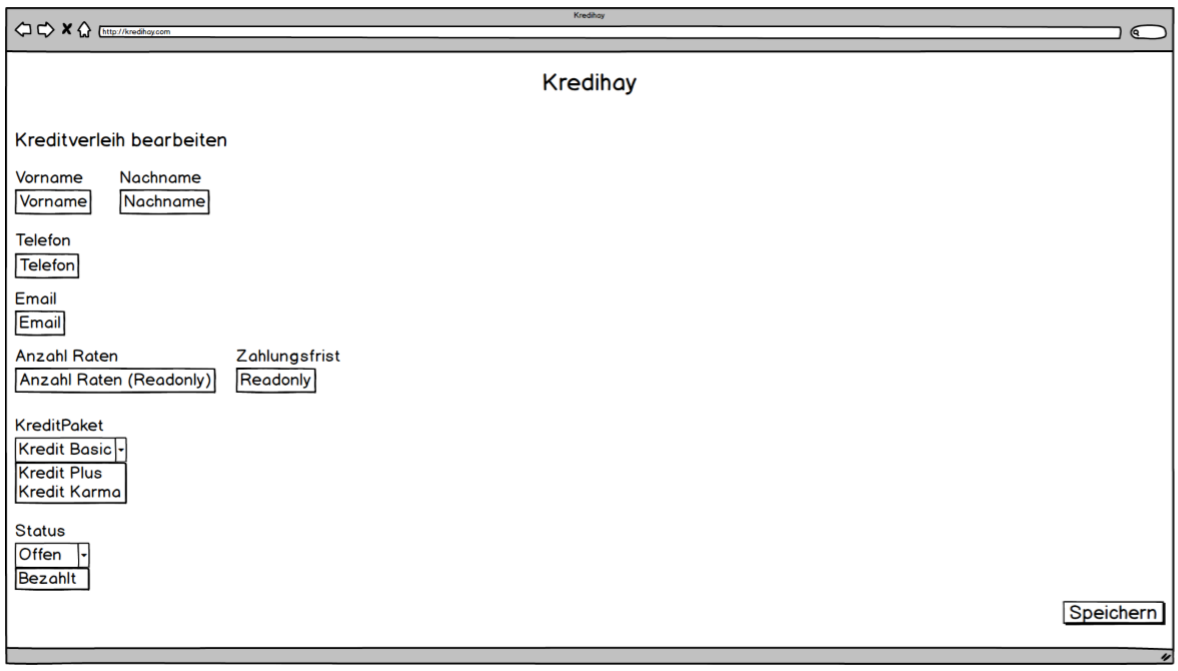 Kredihay
http://kredihay.com
Kredihay
Kreditverleih bearbeiten
Vorname Nachname
Vorname Nachname
Telefon
Telefon
Email
Email
Anzahl Raten Zahlungsfrist
Anzahl Raten (Readonly) Readonly
KreditPaket
Kredit Basic
Kredit Plus
Kredit Karma
Status
Offen
Bezahlt
Speichern